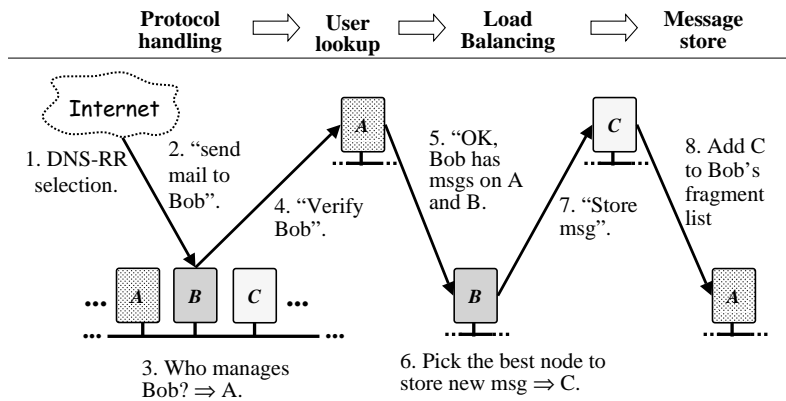 Protocol
handling
User
lookup
Load
Balancing
Message
store
Internet
1. DNS-RR
selection.
2. “send
mail to
Bob”.
A
B
C
... 
...
...
...
3. Who manages
Bob? ⇒ A.
4. “Verify
Bob”.
A
5. “OK,
Bob has
msgs on A
and B.
B
6. Pick the best node to
store new msg ⇒ C.
7. “Store
msg”.
C
8. Add C
to Bob’s
fragment
list
A